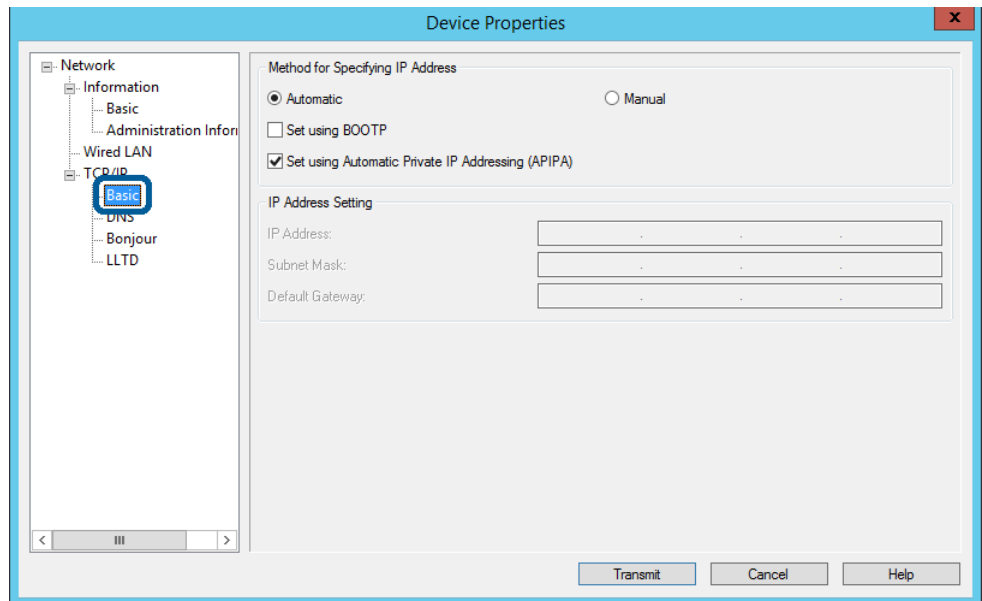 Device Properties
x
Network
Information
Basic
Wired LAN
TCP/IP
Basic
DNS
Bonjour
LLTD
Method for Specifying IP Address
Automatic
Manual
Set using BOOTP
Set using Automatic Private IP Addressing (APIPA)
IP Address Setting
IP Address:
Subnet Mask:
Default Gateway:
Transmit
Cancel
Help